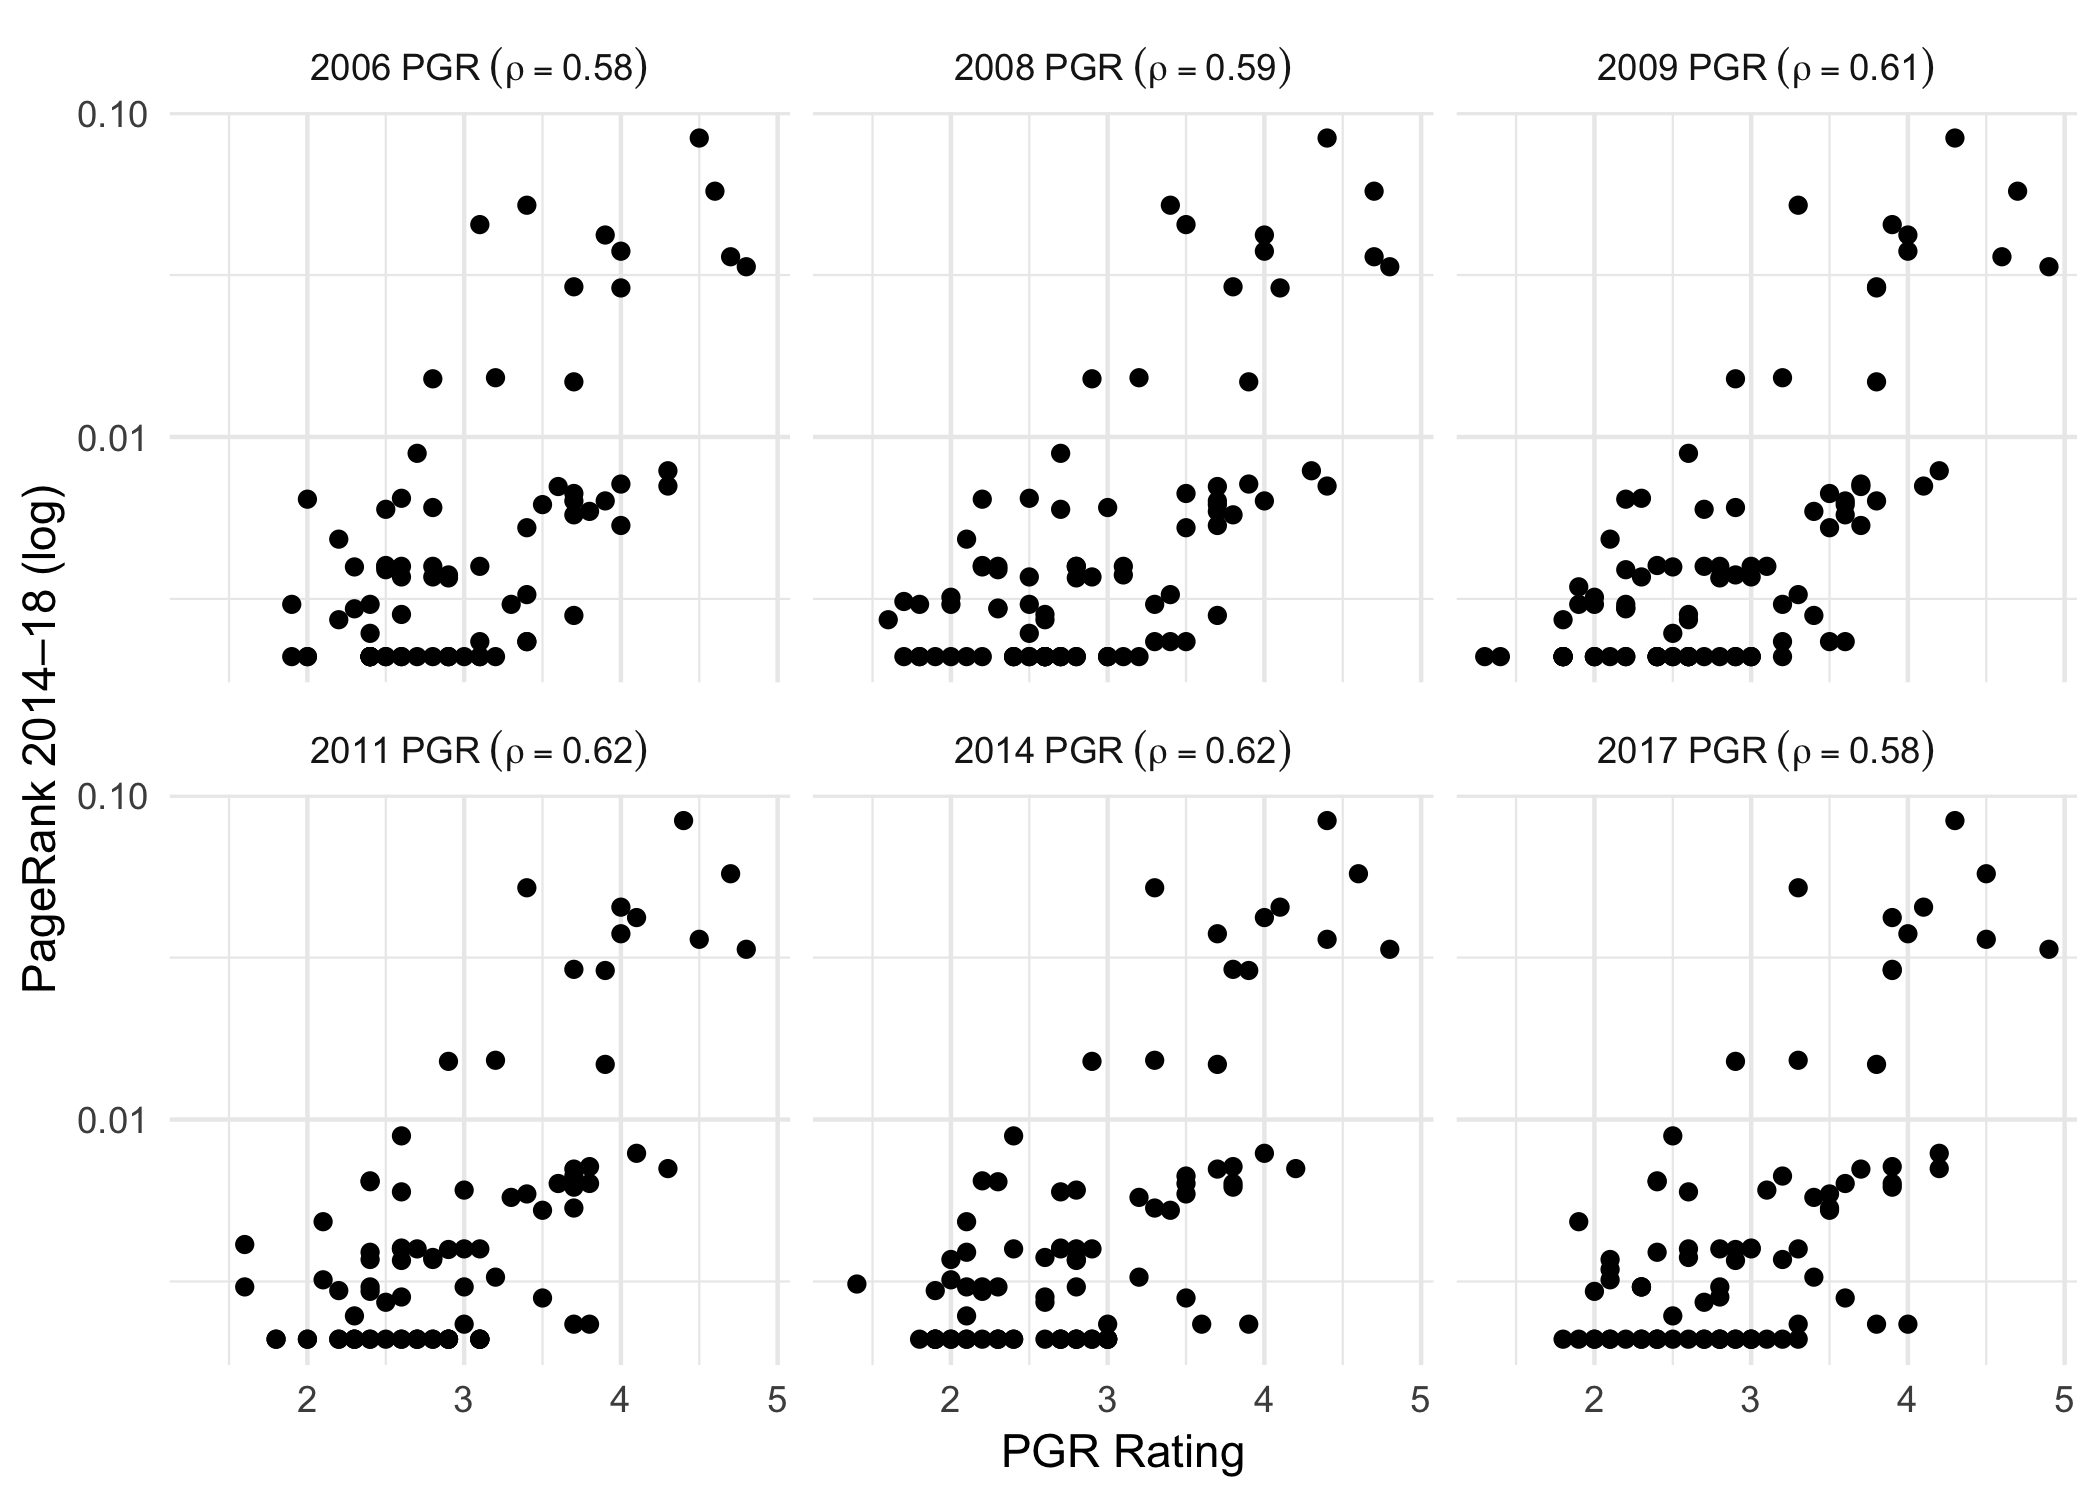 2006 PGR (ρ = 0.58)
2008 PGR (ρ = 0.59)
2009 PGR (ρ = 0.61)
0.10
0.01
2011 PGR (ρ = 0.62)
2014 PGR (ρ = 0.62)
2017 PGR (ρ = 0.58)
0.10
0.01
PageRank 2014–18 (log)
2 3 4 5 2 3 4 5 2 3 4 5
PGR Rating